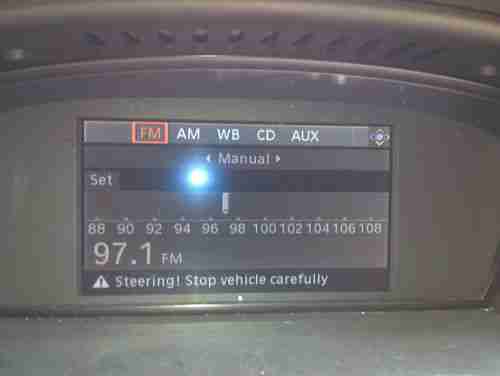 FM AM WB CD AUX
Manual
Set
88 90 92 94 96 98 100 102 104 106 108
97.1 FM
Steering! Stop vehicle carefully